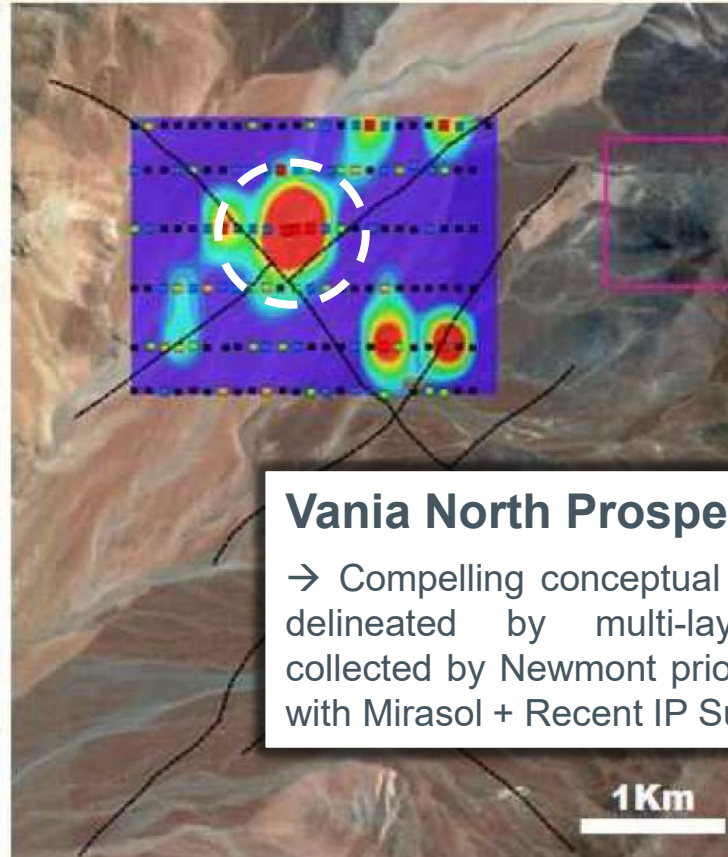 Vania North Prospe
→ Compelling conceptual
delineated by multi-lay
collected by Newmont prio
with Mirasol + Recent IP Su
1Km